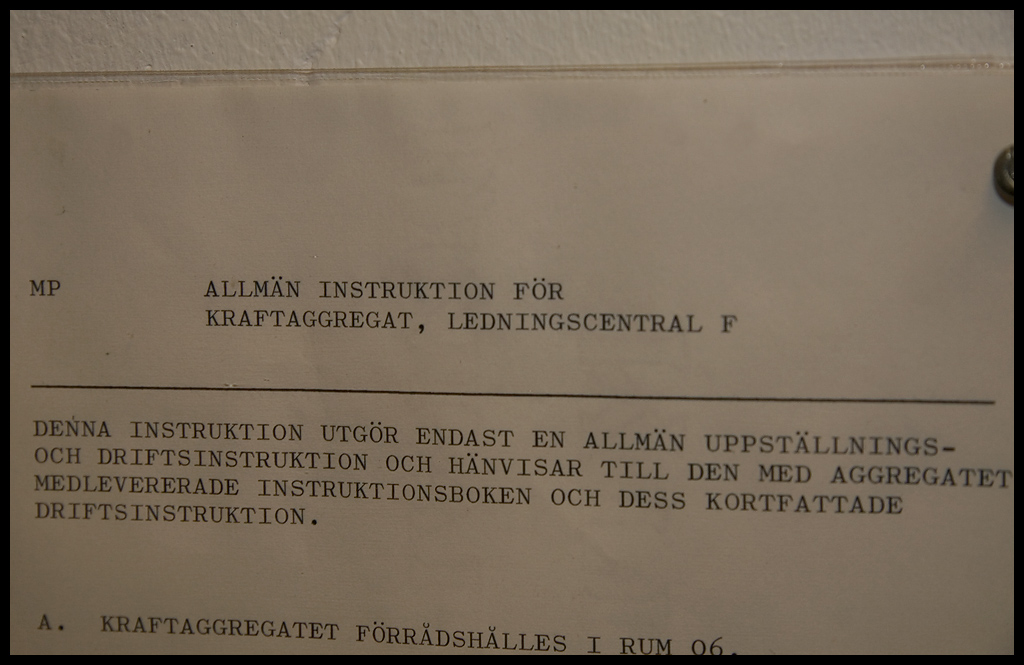 MP ALLMÄN INSTRUKTION FÖR
KRAFTAGGREGAT, LEDNINGSCENTRAL F
DENNA INSTRUKTION UTGÖR ENDAST EN ALLMÄN UPPSTÄLLNINGS-
OCH DRIFTSINSTRUKTION OCH HÄNVISAR TILL DEN MED AGGREGATET
MEDLEVERERADE INSTRUKTIONSBOKEN OCH DESS KORTFATTADE
DRIFTSINSTRUKTION.
A. KRAFTAGGREGATET FÖRRÅDSHÅLLES I RUM 06.